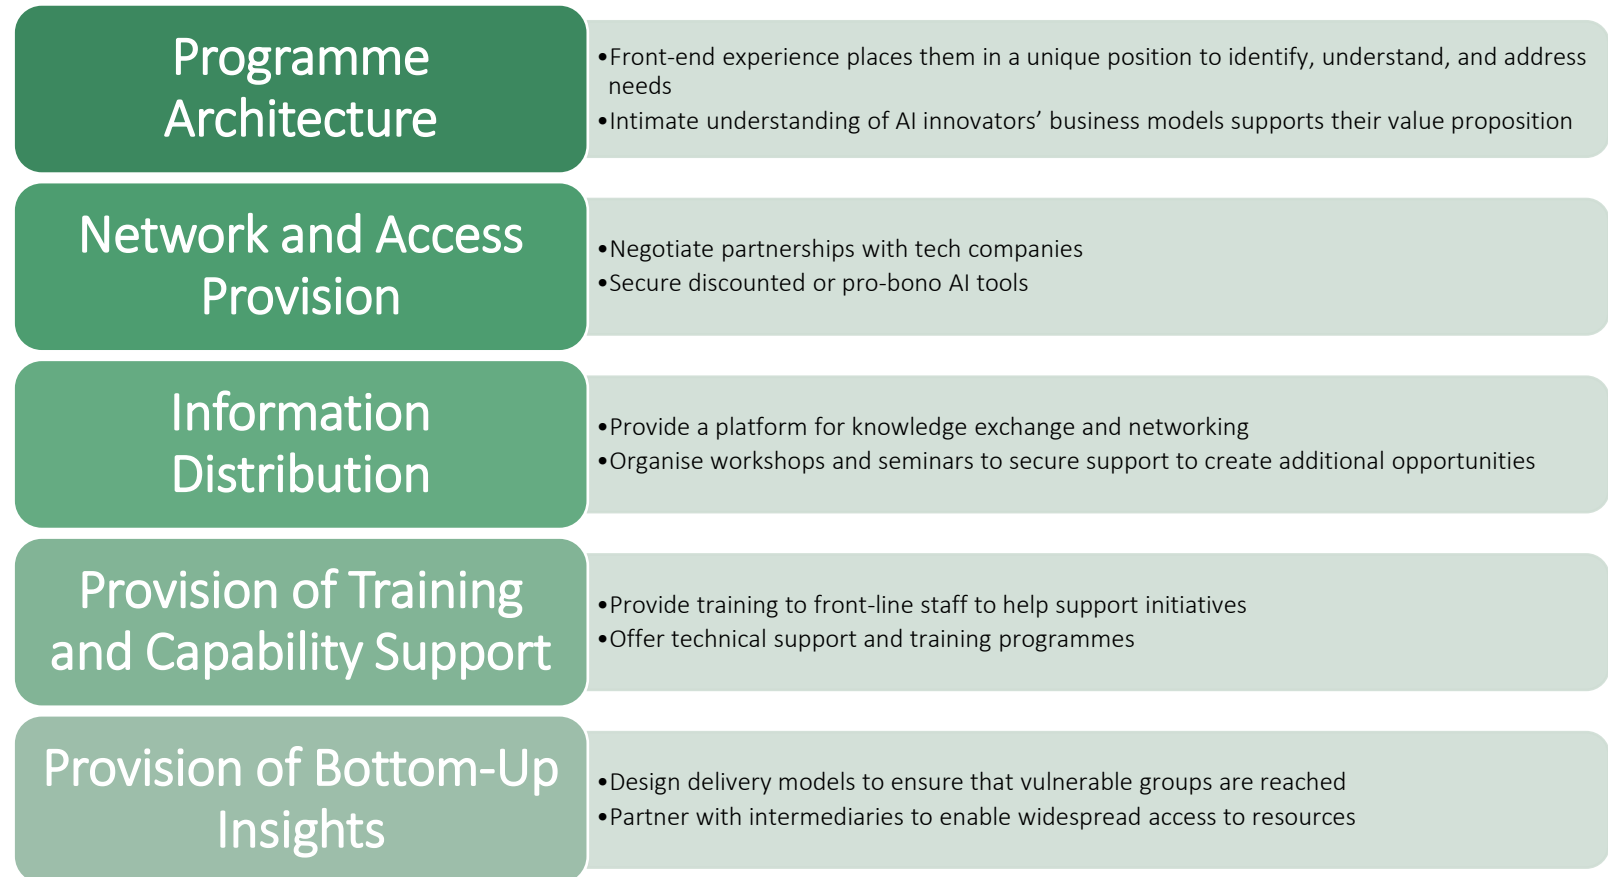 Programme
Architecture
•Front-end experience places them in a unique position to identify, understand, and address
needs
•Intimate understanding of AI innovators’ business models supports their value proposition
Network and Access
Provision
•Negotiate partnerships with tech companies
•Secure discounted or pro-bono AI tools
Information
Distribution
•Provide a platform for knowledge exchange and networking
•Organise workshops and seminars to secure support to create additional opportunities
Provision of Training
and Capability Support
•Provide training to front-line staff to help support initiatives
•Offer technical support and training programmes
Provision of Bottom-Up
Insights
•Design delivery models to ensure that vulnerable groups are reached
•Partner with intermediaries to enable widespread access to resources